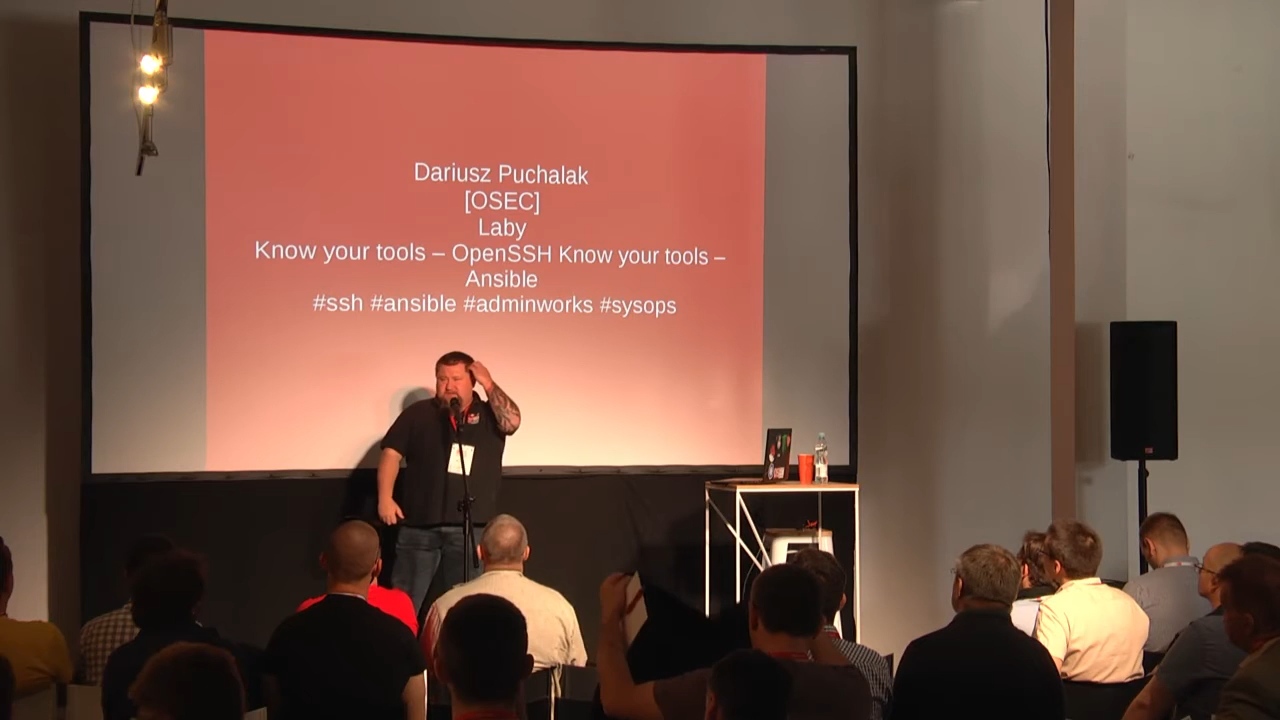 Dariusz Puchalak
[OSEC]
Laby
Know your tools – OpenSSH Know your tools –
Ansible
#ssh #ansible #adminworks #sysops